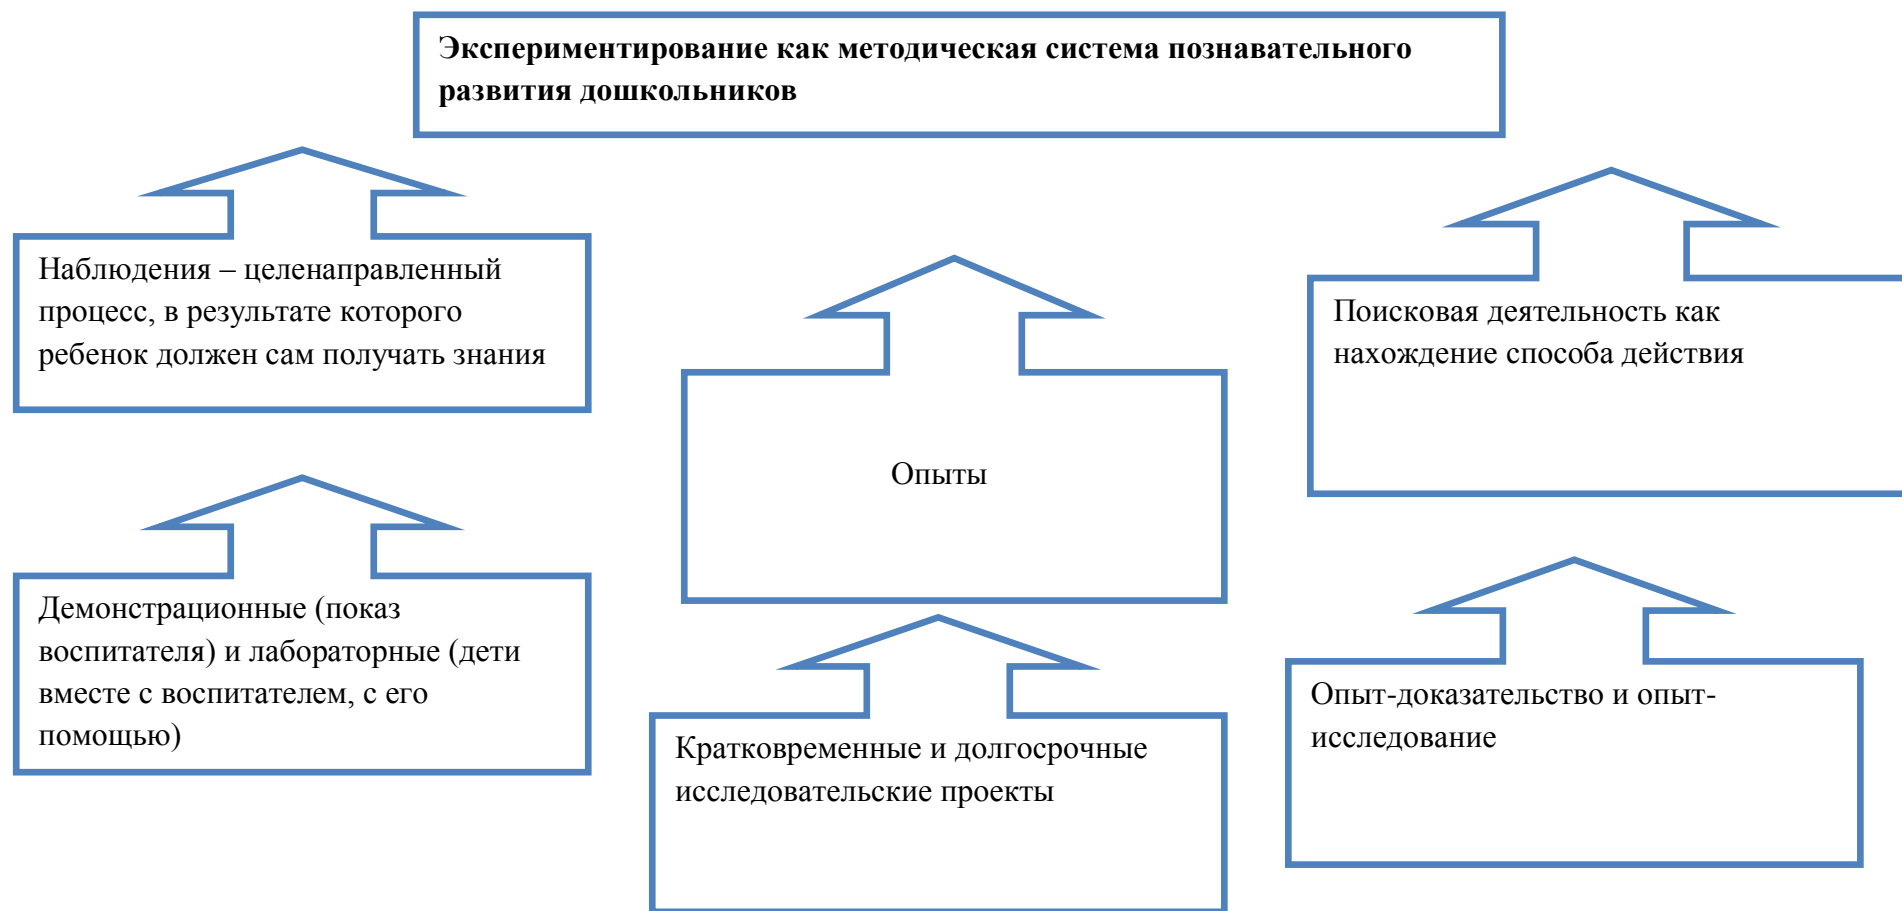 Экспериментирование как методическая система познавательного
развития дошкольников
Наблюдения – целенаправленный
процесс, в результате которого
ребенок должен сам получать знания
Опыты
Поисковая деятельность как
нахождение способа действия
Демонстрационные (показ
воспитателя) и лабораторные (дети
вместе с воспитателем, с его
помощью)
Кратковременные и долгосрочные
исследовательские проекты
Опыт-доказательство и опыт-
исследование